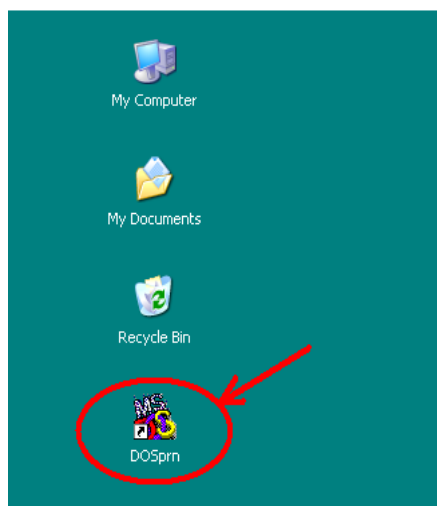 My Computer
My Documents
Recycle Bin
MS
DOSprn